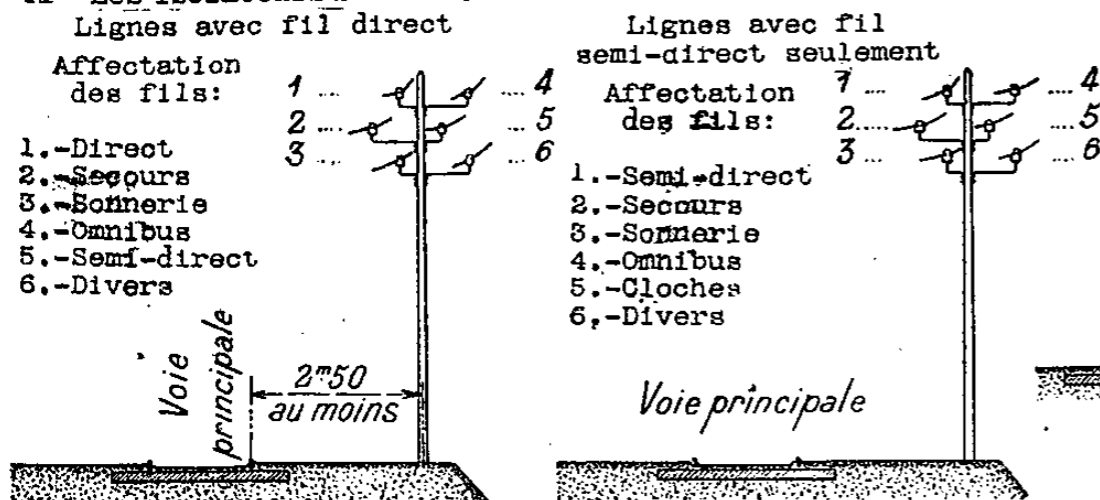 Lignes avec fil direct
Affectation
des fils:
1 .... .... 4
2 .... ... 5
3 .... ... 6
1.-Direct
2.-Secours
3.-Sonnerie
4.-Omnibus
5.-Semi-direct
6.-Divers
Voie
principale
2m50
au moins
Lignes avec fil
semi-direct seulement
Affectation
des fils:
1 .... .... 4
2..... .... 5
3 ... .... 6
1.-Semi-direct
2.-Secours
3.-Sonnerie
4.-Omnibus
5.-Cloches
6,-Divers
Voie principale